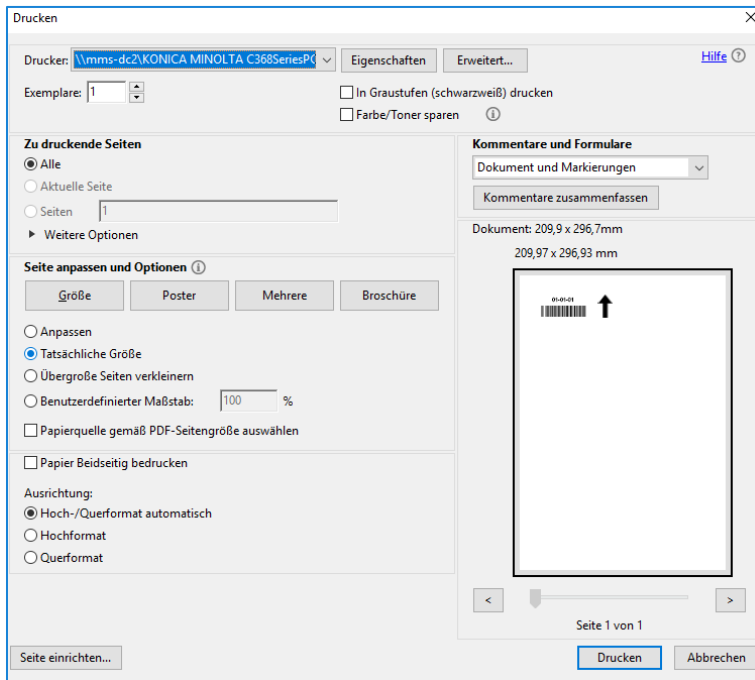 Drucken
Drucker: \\mms-dc2\KONICA MINOLTA C368SeriesPC Eigenschaften Erweitert... Hilfe
Exemplare: 1 In Graustufen (schwarzweiß) drucken
Farbe/Toner sparen
Zu druckende Seiten
Alle
Aktuelle Seite
Seiten 1
Weitere Optionen
Kommentare und Formulare
Dokument und Markierungen
Kommentare zusammenfassen
Seite anpassen und Optionen
Größe Poster Mehrere Broschüre
Anpassen
Tatsächliche Größe
Übergroße Seiten verkleinern
Benutzerdefinierter Maßstab: 100 %
Papierquelle gemäß PDF-Seitengröße auswählen
Papier Beidseitig bedrucken
Ausrichtung:
Hoch-/Querformat automatisch
Hochformat
Querformat
Dokument: 209,9 x 296,7mm
209,97 x 296,93 mm
01-01-01
< >
Seite 1 von 1
Seite einrichten... Drucken Abbrechen